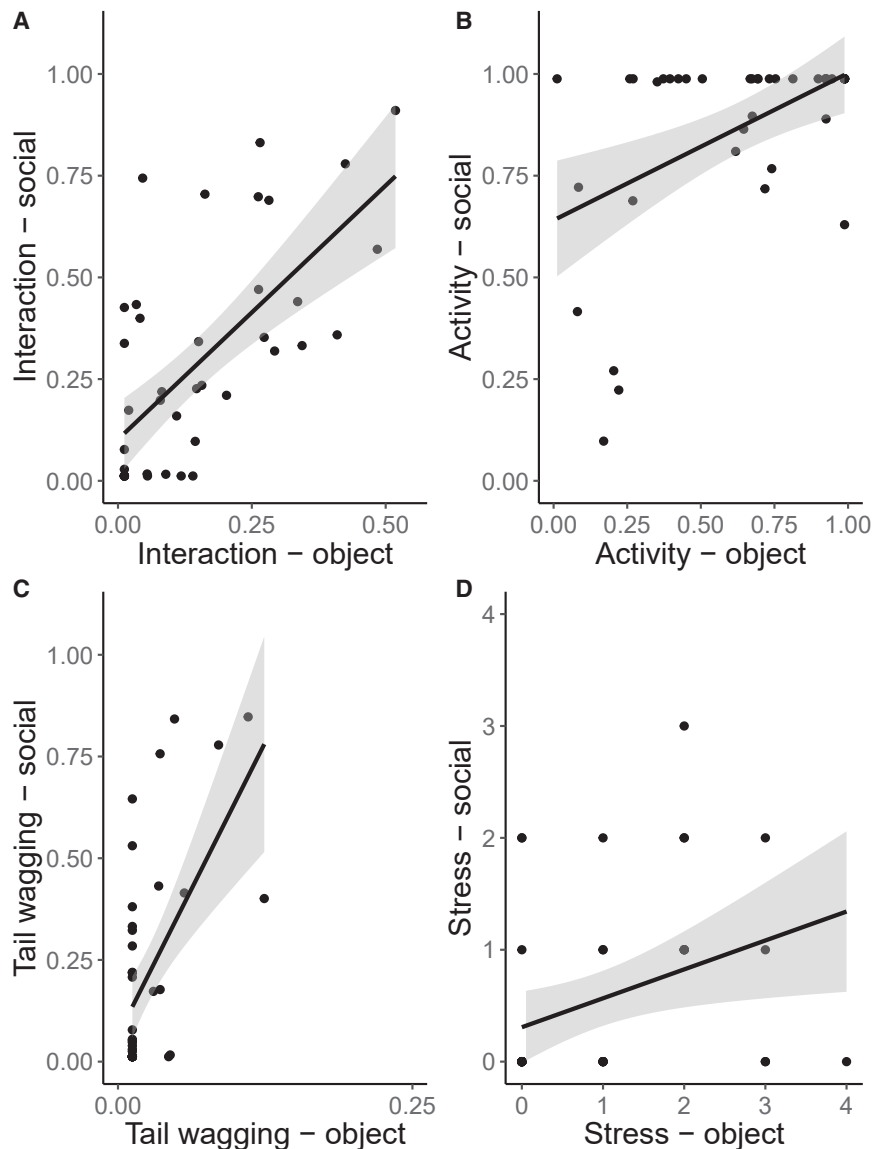 A
Interaction − social
1.00
0.75
0.50
0.25
0.00
0.00 0.25 0.50
Interaction − object
B
Activity − social
1.00
0.75
0.50
0.25
0.00
0.00 0.25 0.50 0.75 1.00
Activity − object
C
Tail wagging − social
1.00
0.75
0.50
0.25
0.00
0.00 0.25
Tail wagging − object
D
Stress − social
4
3
2
1
0
0 1 2 3 4
Stress − object